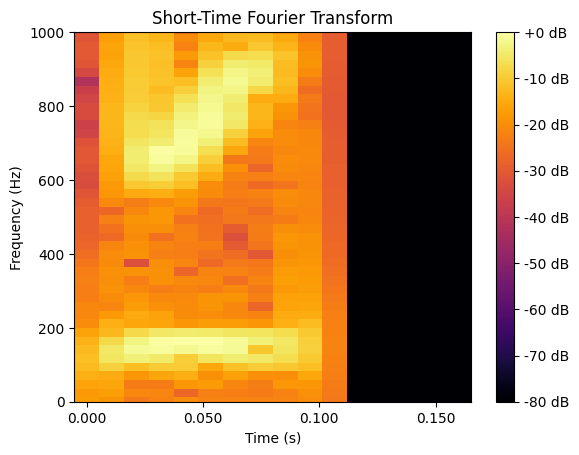 Short-Time Fourier Transform
1000
800
600
400
200
0
Frequency (Hz)
0.000
0.050
0.100
0.150
Time (s)
+0 dB
-10 dB
-20 dB
-30 dB
-40 dB
-50 dB
-60 dB
-70 dB
-80 dB